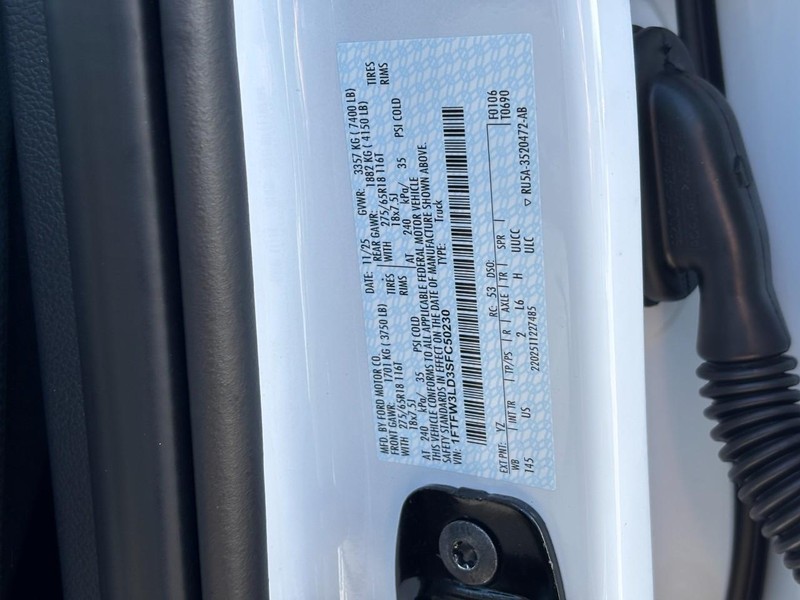 MFD. BY FORD MOTOR CO. DATE: 11/25 GVWR: 3357 KG ( 7400 LB)
FRONT GAWR: 1701 KG ( 3750 LB) REAR GAWR: 1882 KG ( 4150 LB)
WITH 275/65R18 116T TIRES WITH 275/65R18 116T TIRES
18x7.5J RIMS 18x7.5J RIMS
AT 240 kPa/ 35 PSI COLD AT 240 kPa/ 35 PSI COLD
THIS VEHICLE CONFORMS TO ALL APPLICABLE FEDERAL MOTOR VEHICLE
SAFETY STANDARDS IN EFFECT ON THE DATE OF MANUFACTURE SHOWN ABOVE.
VIN: 1FTFW3LD3SFC50230 TYPE: Truck
EXT PNT: YZ RC: 53 DSO: F0106
WB INT TR TP/PS R AXLE TR SPR T0690
145 US 2 L6 H UUCC
ULC
2202511227485 ▽ RU5A-3520472-AB